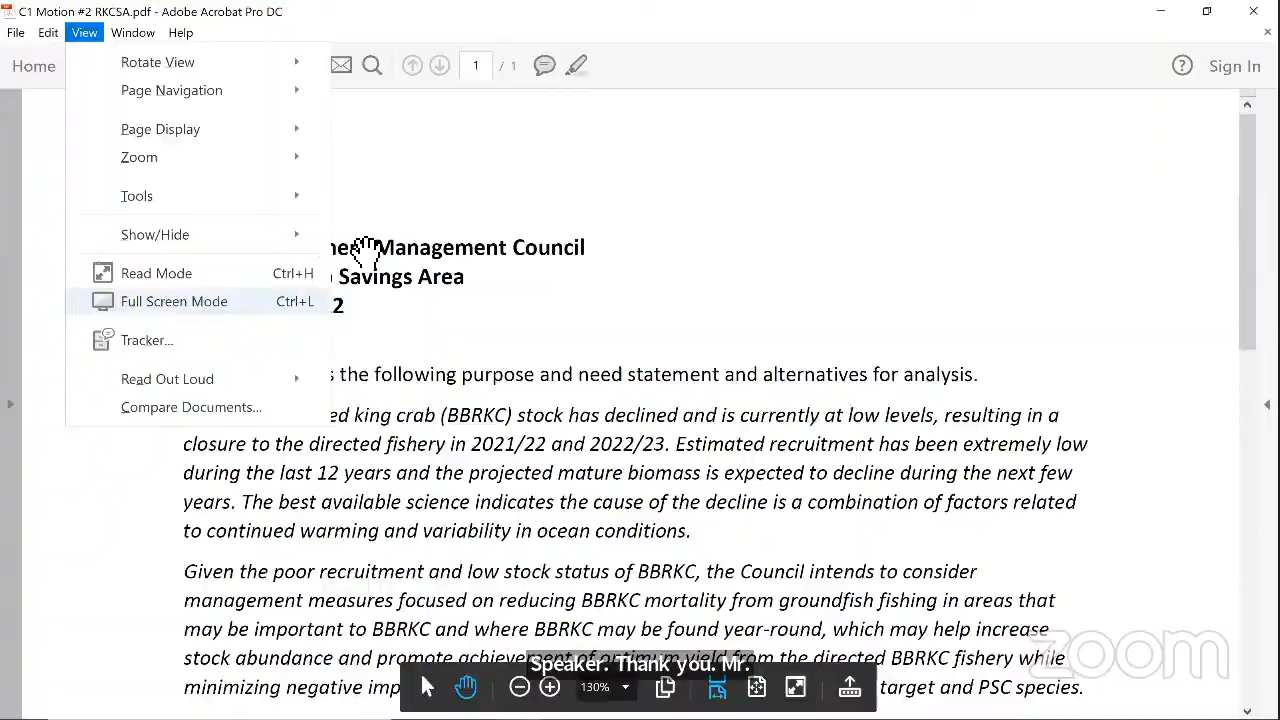 C1 Motion #2 RKCSA.pdf - Adobe Acrobat Pro DC
File Edit View Window Help
Home 1 / 1 Sign In
Rotate View
Page Navigation
Page Display
Zoom
Tools
Show/Hide
Read Mode Ctrl+H
Full Screen Mode Ctrl+L
Tracker...
Read Out Loud
Compare Documents...
Management Council
Savings Area
2
s the following purpose and need statement and alternatives for analysis.
ed king crab (BBRKC) stock has declined and is currently at low levels, resulting in a
closure to the directed fishery in 2021/22 and 2022/23. Estimated recruitment has been extremely low
during the last 12 years and the projected mature biomass is expected to decline during the next few
years. The best available science indicates the cause of the decline is a combination of factors related
to continued warming and variability in ocean conditions.
Given the poor recruitment and low stock status of BBRKC, the Council intends to consider
management measures focused on reducing BBRKC mortality from groundfish fishing in areas that
may be important to BBRKC and where BBRKC may be found year-round, which may help increase
stock abundance and promote achievement of optimum yield from the directed BBRKC fishery while
minimizing negative imp target and PSC species.
Speaker. Thank you. Mr.
130%
zoom